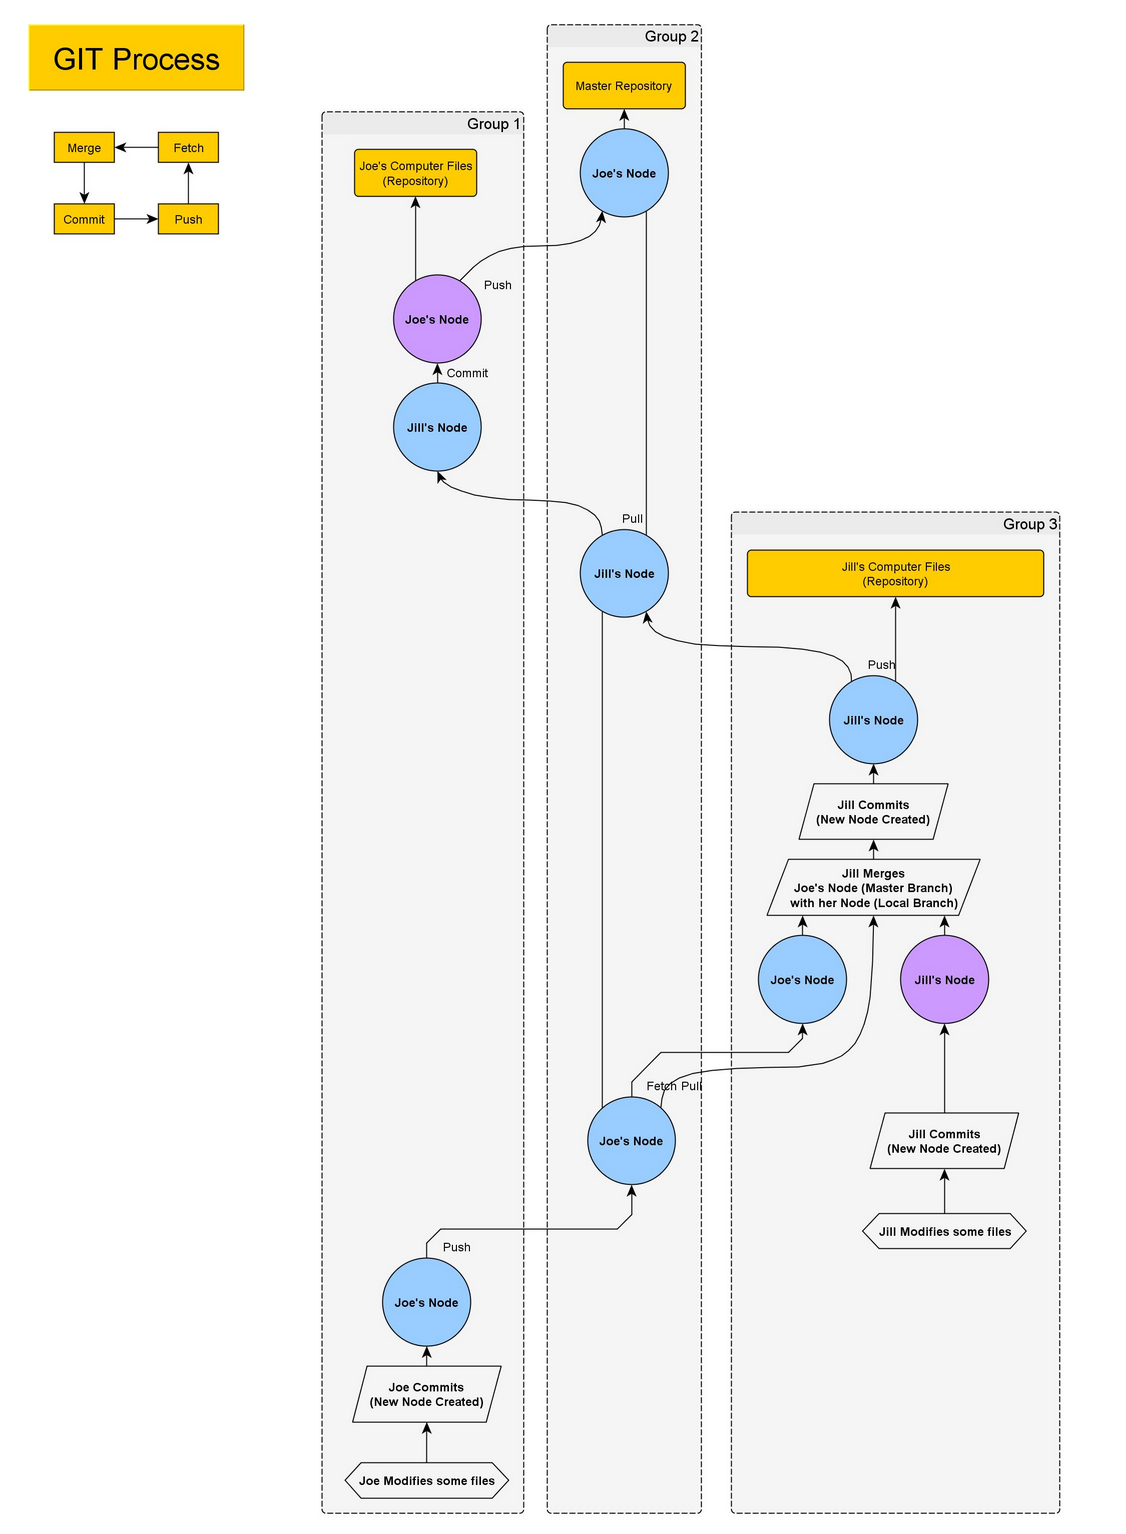 GIT Process
Merge
Fetch
Commit
Push
Group 1
Joe's Computer Files
(Repository)
Joe's Node
Push
Commit
Jill's Node
Push
Joe's Node
Joe Commits
(New Node Created)
Joe Modifies some files
Group 2
Master Repository
Joe's Node
Pull
Jill's Node
Fetch Pull
Joe's Node
Group 3
Jill's Computer Files
(Repository)
Push
Jill's Node
Jill Commits
(New Node Created)
Jill Merges
Joe's Node (Master Branch)
with her Node (Local Branch)
Joe's Node
Jill's Node
Jill Commits
(New Node Created)
Jill Modifies some files